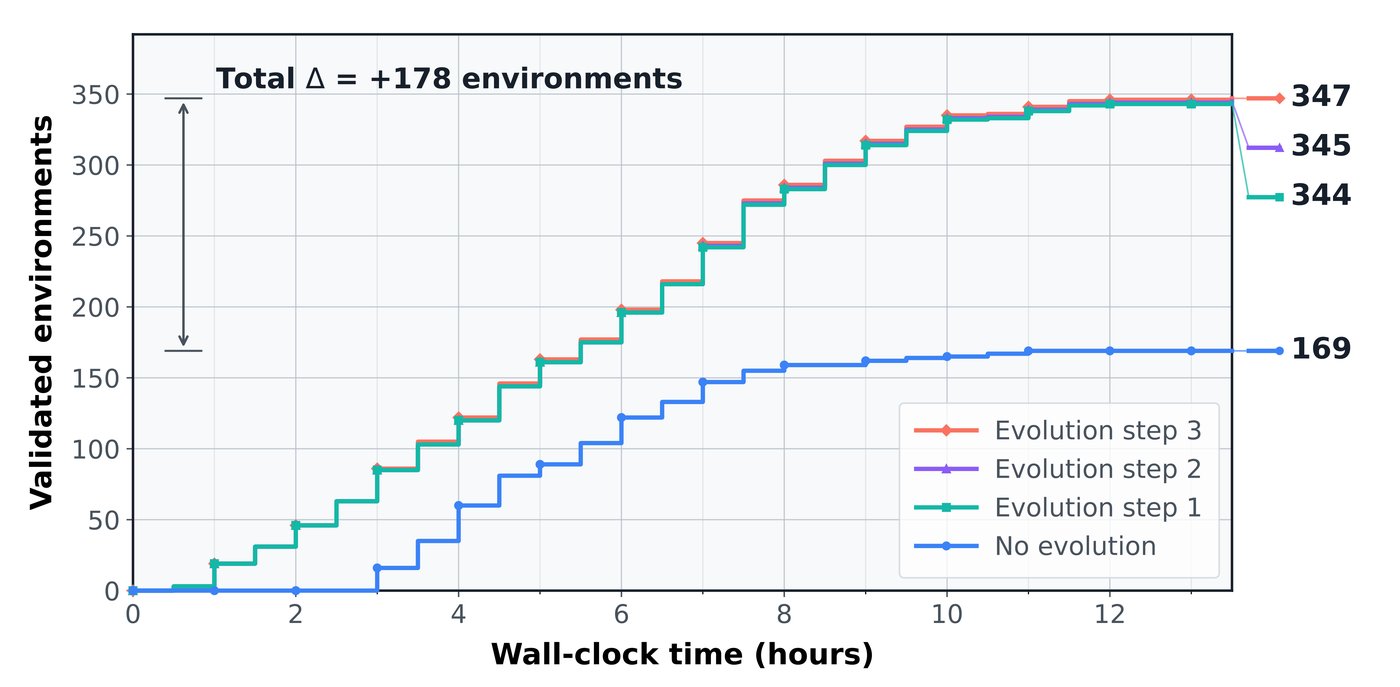 Total Δ = +178 environments
Validated environments
350
300
250
200
150
100
50
0
347
345
344
169
Evolution step 3
Evolution step 2
Evolution step 1
No evolution
0 2 4 6 8 10 12
Wall-clock time (hours)